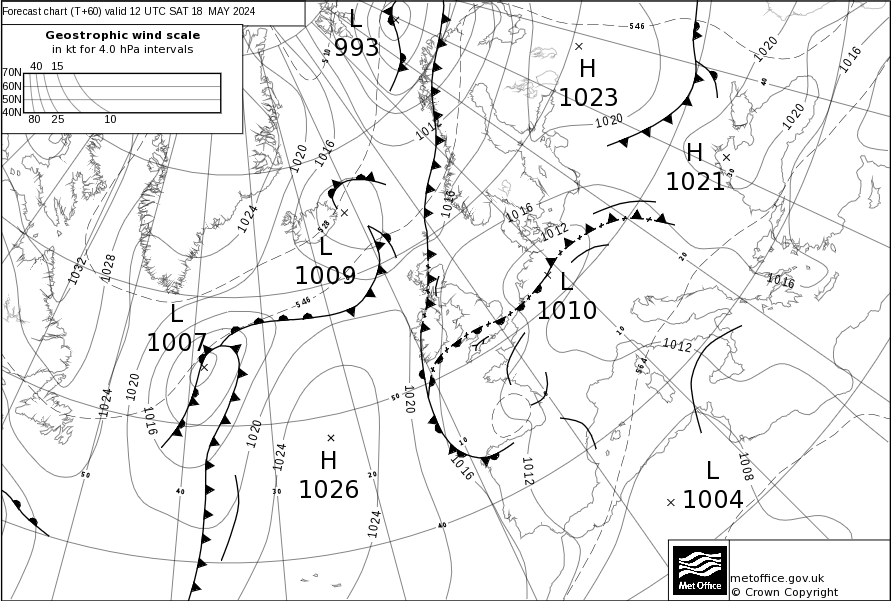 Forecast chart (T+60) valid 12 UTC SAT 18 MAY 2024
Geostrophic wind scale
in kt for 4.0 hPa intervals
40 15
70N
60N
50N
40N
80 25 10
L
993
510
546
H
1023
1020
1016
40
1012
1020
1020
1016
1020
H
1021
30
1024
1016
1016
528
1012
L
1009
1032
1028
20
1016
L
1010
546
L
1007
10
1012
564
1024
1020
1020
50
1016
1020
1024
10
H
1026
1016
1012
L
1004
1008
50
40
30
20
1024
40
Met Office
metoffice.gov.uk
© Crown Copyright